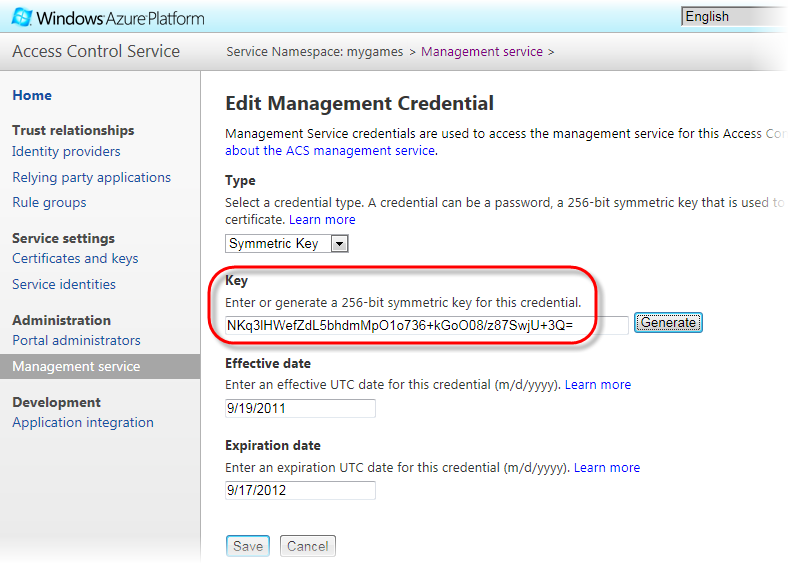 Windows Azure Platform
English
Access Control Service
Service Namespace: mygames > Management service >
Home
Trust relationships
Identity providers
Relying party applications
Rule groups
Service settings
Certificates and keys
Service identities
Administration
Portal administrators
Management service
Development
Application integration
Edit Management Credential
Management Service credentials are used to access the management service for this Access Co
about the ACS management service.
Type
Select a credential type. A credential can be a password, a 256-bit symmetric key that is used to
certificate. Learn more
Symmetric Key
Key
Enter or generate a 256-bit symmetric key for this credential.
NKq3lHWefZdL5bhdmMpO1o736+kGoO08/z87SwjU+3Q=
Generate
Effective date
Enter an effective UTC date for this credential (m/d/yyyy). Learn more
9/19/2011
Expiration date
Enter an expiration UTC date for this credential (m/d/yyyy). Learn more
9/17/2012
Save
Cancel